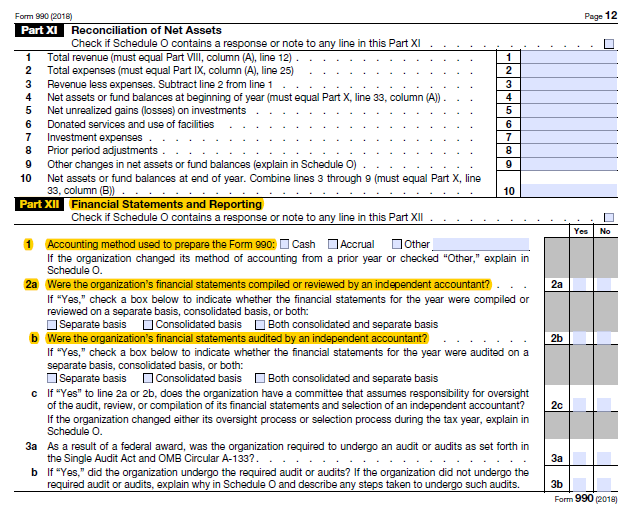 Form 990 (2018) Page 12
Part XI Reconciliation of Net Assets
Check if Schedule O contains a response or note to any line in this Part XI . . . . . . . . . . . . .
1 Total revenue (must equal Part VIII, column (A), line 12) . . . . . . . . . . . . . . 1
2 Total expenses (must equal Part IX, column (A), line 25) . . . . . . . . . . . . . . 2
3 Revenue less expenses. Subtract line 2 from line 1 . . . . . . . . . . . . . . . 3
4 Net assets or fund balances at beginning of year (must equal Part X, line 33, column (A)) . . . 4
5 Net unrealized gains (losses) on investments . . . . . . . . . . . . . . . . . 5
6 Donated services and use of facilities . . . . . . . . . . . . . . . . . . . 6
7 Investment expenses . . . . . . . . . . . . . . . . . . . . . . . . 7
8 Prior period adjustments . . . . . . . . . . . . . . . . . . . . . . . 8
9 Other changes in net assets or fund balances (explain in Schedule O) . . . . . . . . . 9
10 Net assets or fund balances at end of year. Combine lines 3 through 9 (must equal Part X, line
33, column (B)) . . . . . . . . . . . . . . . . . . . . . . . . . . 10
Part XII Financial Statements and Reporting
Check if Schedule O contains a response or note to any line in this Part XII . . . . . . . . . . . . .
Yes No
1 Accounting method used to prepare the Form 990: Cash Accrual Other
If the organization changed its method of accounting from a prior year or checked “Other,” explain in
Schedule O.
2a Were the organization’s financial statements compiled or reviewed by an independent accountant? . . . 2a
If “Yes,” check a box below to indicate whether the financial statements for the year were compiled or
reviewed on a separate basis, consolidated basis, or both:
Separate basis Consolidated basis Both consolidated and separate basis
b Were the organization’s financial statements audited by an independent accountant? . . . . . . . 2b
If “Yes,” check a box below to indicate whether the financial statements for the year were audited on a
separate basis, consolidated basis, or both:
Separate basis Consolidated basis Both consolidated and separate basis
c If “Yes” to line 2a or 2b, does the organization have a committee that assumes responsibility for oversight
of the audit, review, or compilation of its financial statements and selection of an independent accountant? 2c
If the organization changed either its oversight process or selection process during the tax year, explain in
Schedule O.
3a As a result of a federal award, was the organization required to undergo an audit or audits as set forth in
the Single Audit Act and OMB Circular A-133? . . . . . . . . . . . . . . . . . . 3a
b If “Yes,” did the organization undergo the required audit or audits? If the organization did not undergo the
required audit or audits, explain why in Schedule O and describe any steps taken to undergo such audits. 3b
Form 990 (2018)